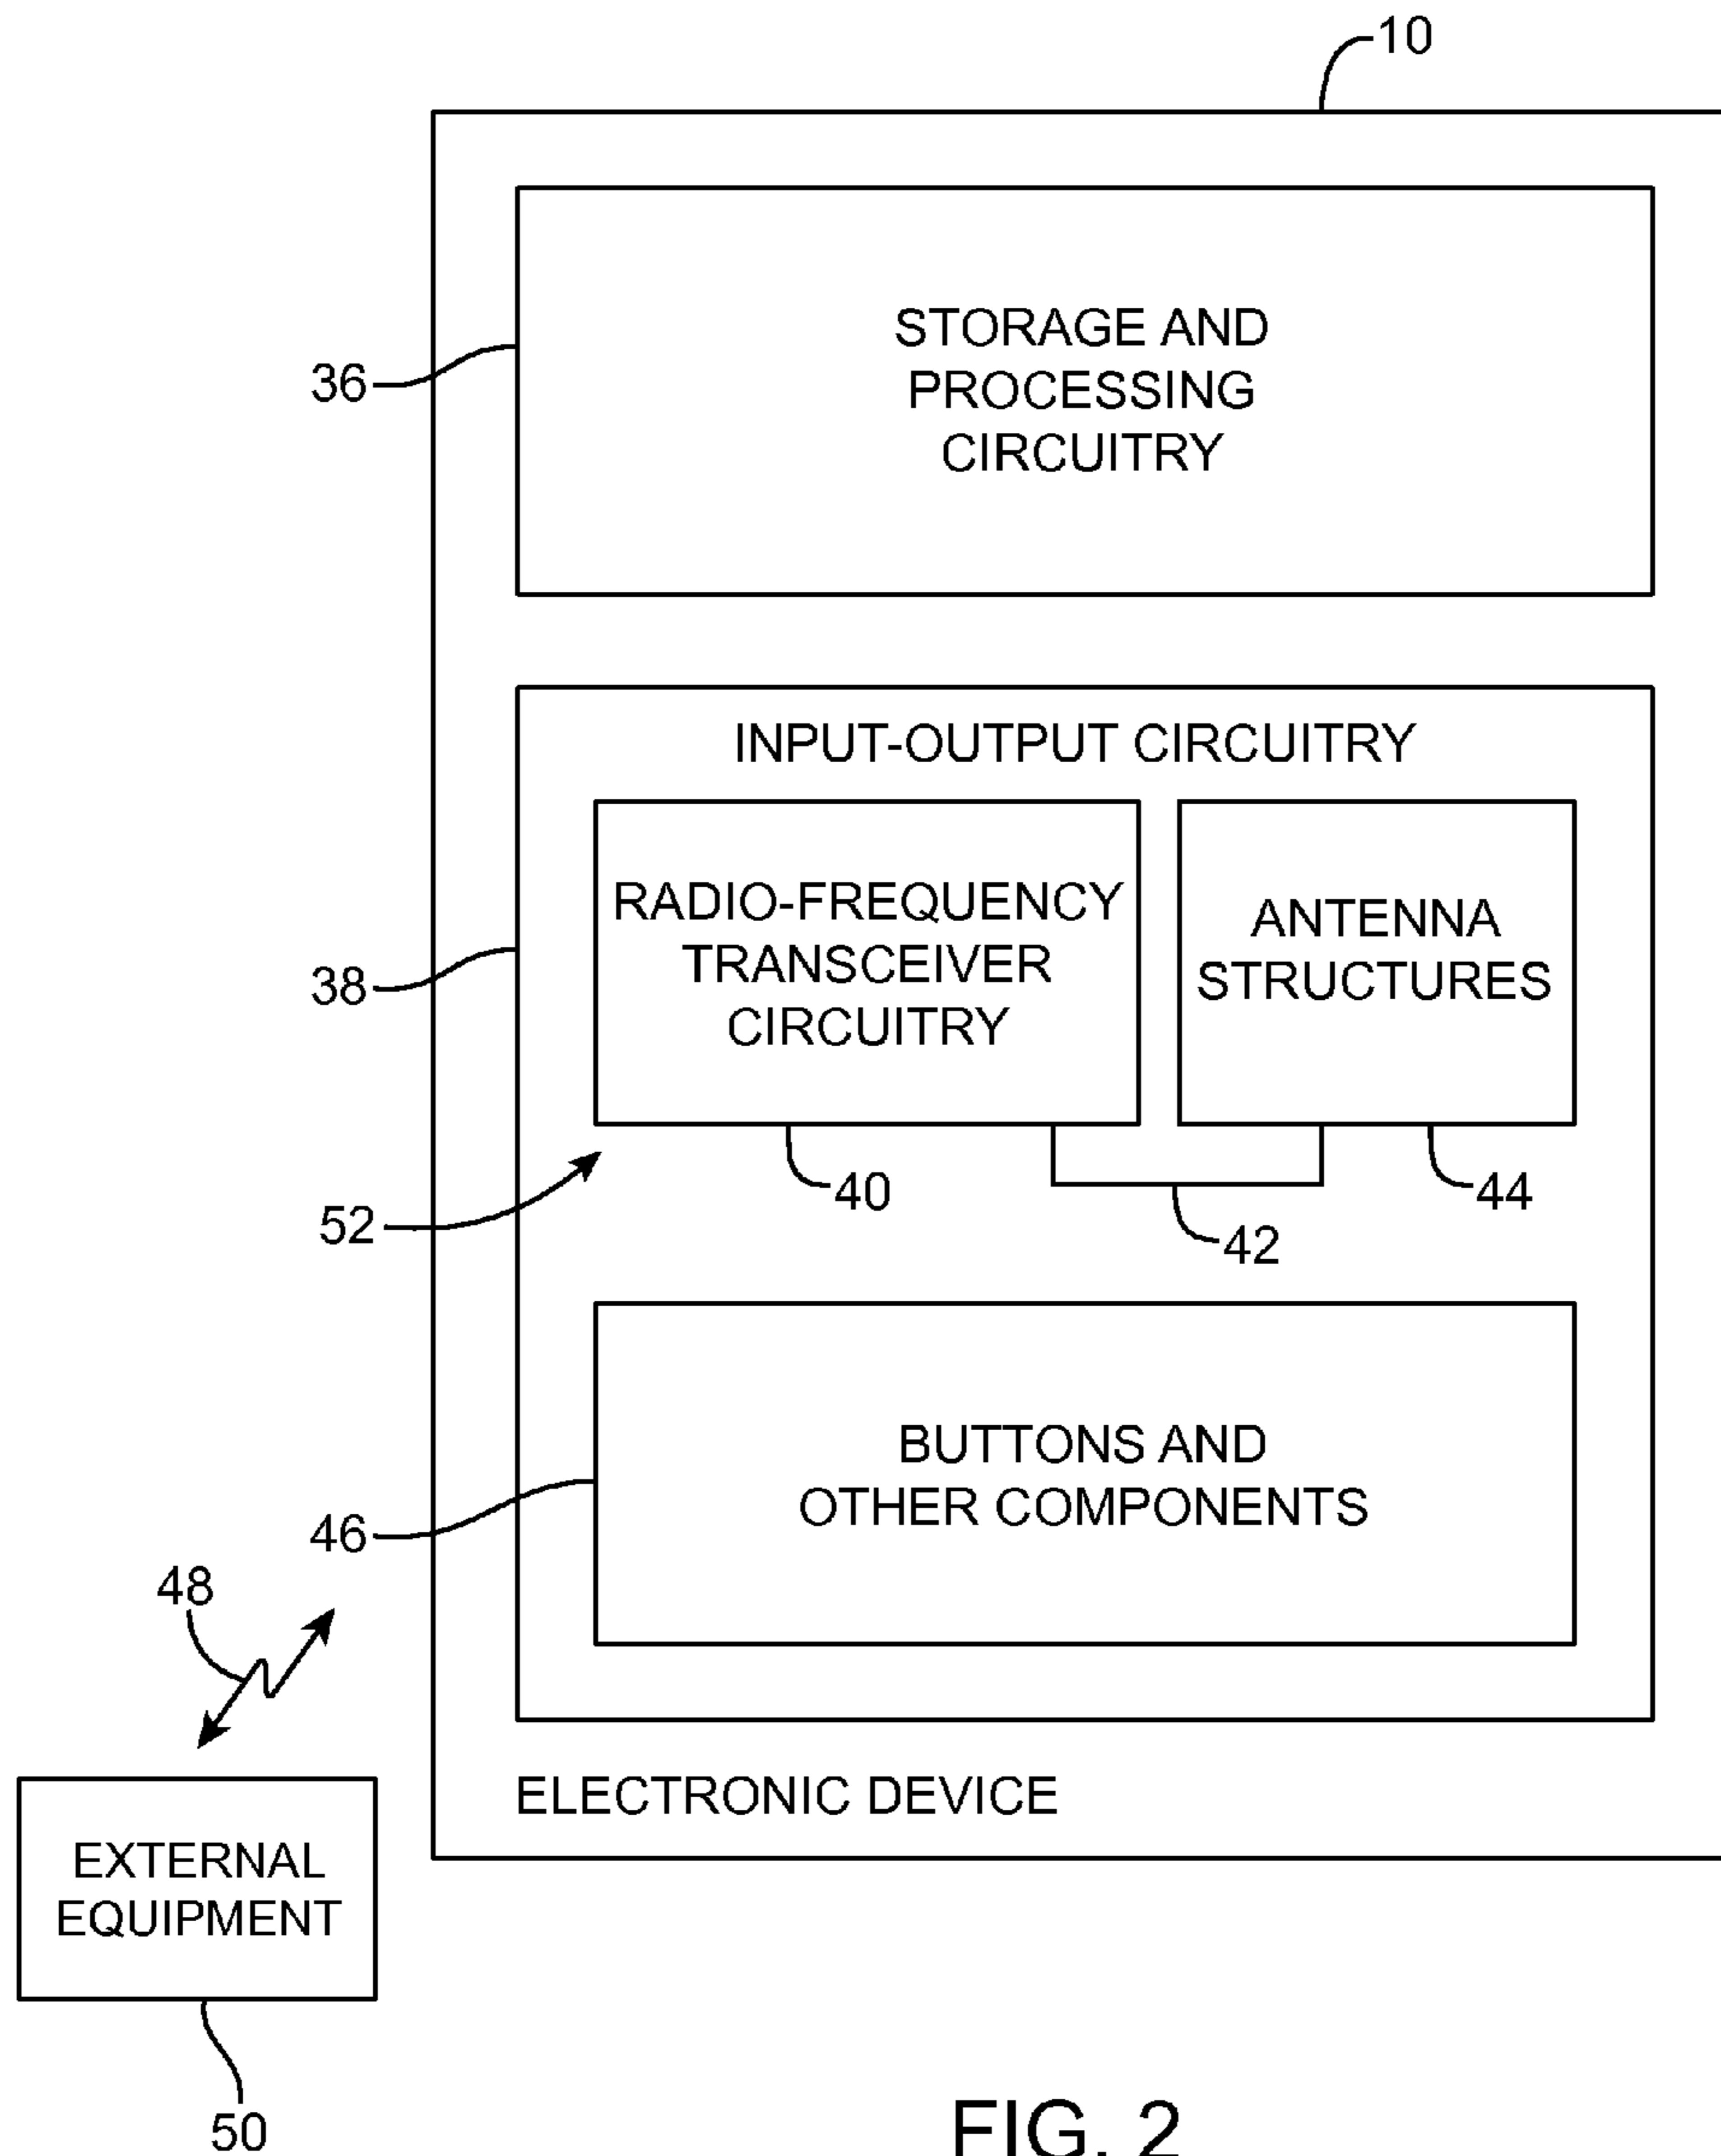 10
STORAGE AND
PROCESSING
CIRCUITRY
36
INPUT-OUTPUT CIRCUITRY
RADIO-FREQUENCY
TRANSCEIVER
CIRCUITRY
ANTENNA
STRUCTURES
38
40
44
52
42
BUTTONS AND
OTHER COMPONENTS
46
48
ELECTRONIC DEVICE
EXTERNAL
EQUIPMENT
50
FIG. 2